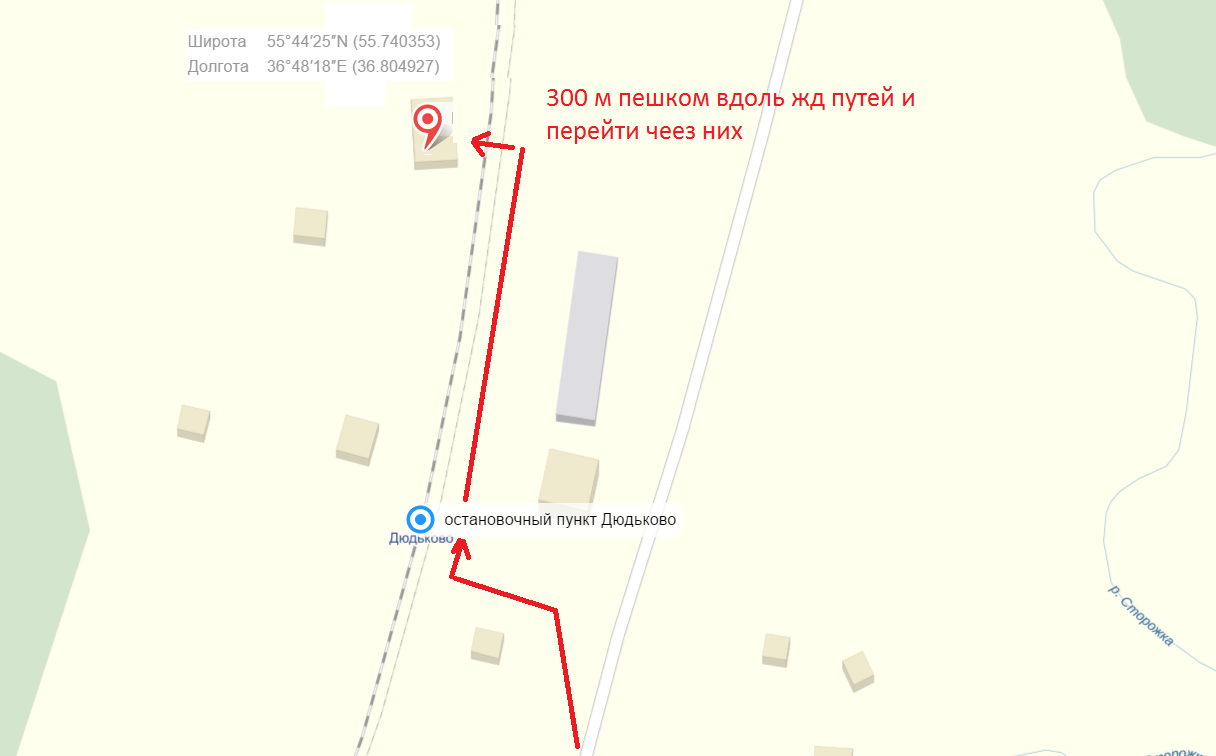 Широта 55°44′25″N (55.740353)
Долгота 36°48′18″E (36.804927)
300 м пешком вдоль жд путей и
перейти чеез них
остановочный пункт Дюдьково
Дюдьково
р. Сторожка